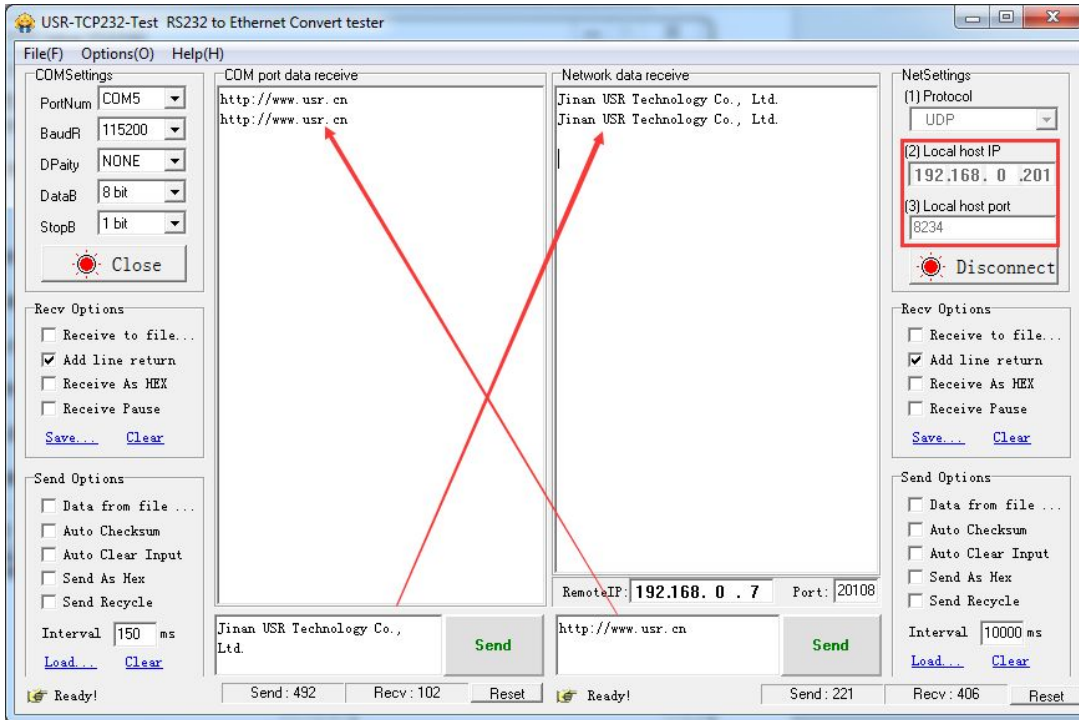 USR-TCP232-Test RS232 to Ethernet Convert tester
File(F) Options(O) Help(H)
COMSettings
PortNum COM5
BaudR 115200
DPaity NONE
DataB 8 bit
StopB 1 bit
Close
Recv Options
Receive to file...
Add line return
Receive As HEX
Receive Pause
Save... Clear
Send Options
Data from file ...
Auto Checksum
Auto Clear Input
Send As Hex
Send Recycle
Interval 150 ms
Load... Clear
COM port data receive
http://www.usr.cn
http://www.usr.cn
Jinan USR Technology Co.,
Ltd.
Send
Network data receive
Jinan USR Technology Co., Ltd.
Jinan USR Technology Co., Ltd.
RemoteIP: 192.168. 0 . 7 Port: 20108
http://www.usr.cn
Send
NetSettings
(1) Protocol
UDP
(2) Local host IP
192.168. 0 .201
(3) Local host port
8234
Disconnect
Recv Options
Receive to file...
Add line return
Receive As HEX
Receive Pause
Save... Clear
Send Options
Data from file ...
Auto Checksum
Auto Clear Input
Send As Hex
Send Recycle
Interval 10000 ms
Load... Clear
Ready! Send : 492 Recv : 102 Reset
Ready! Send : 221 Recv : 406 Reset